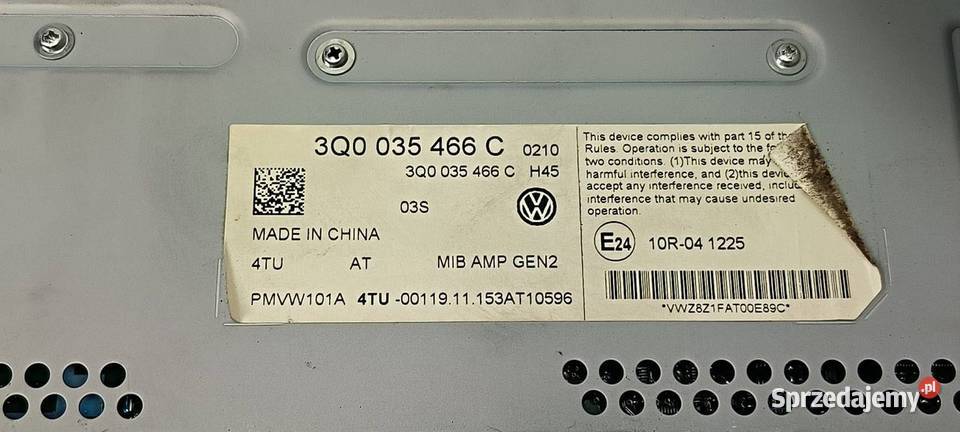 3Q0 035 466 C 0210
3Q0 035 466 C H45
03S
MADE IN CHINA
4TU AT MIB AMP GEN2
PMVW101A 4TU -00119.11.153AT10596
This device complies with part 15 of the
Rules. Operation is subject to the
two conditions. (1)This device may
harmful interference, and (2)this
accept any interference received,
interference that may cause undesired
operation.
E24 10R-04 1225
*VWZ8Z1FAT00E89C*
Sprzedajemy.pl